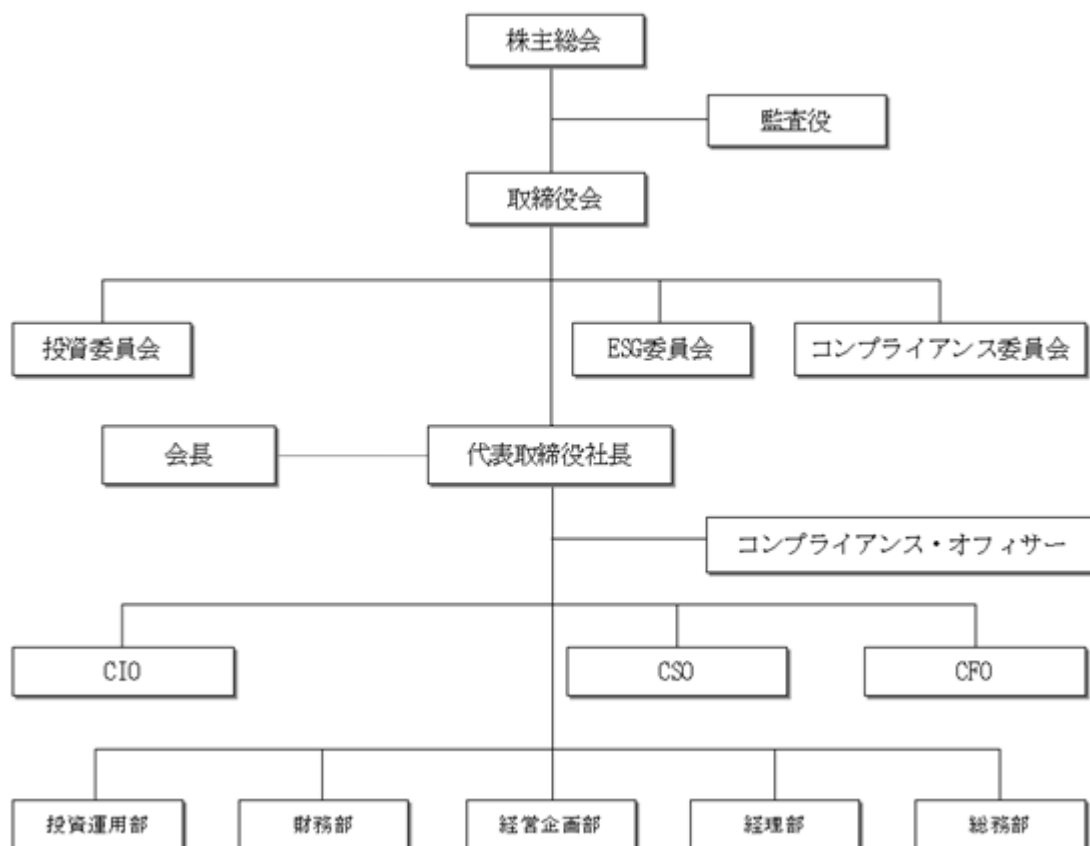 株主総会
監査役
取締役会
投資委員会
ESG委員会
コンプライアンス委員会
会長
代表取締役社長
コンプライアンス・オフィサー
CIO
CSO
CFO
投資運用部
財務部
経営企画部
経理部
総務部